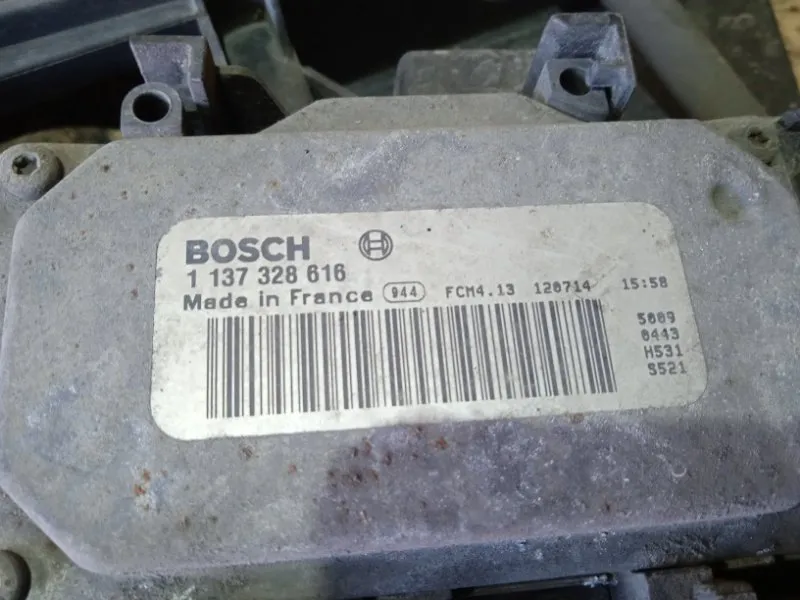 BOSCH
1 137 328 616
Made in France 944 FCM4.13 120714 15:58
5009
0443
H531
S521